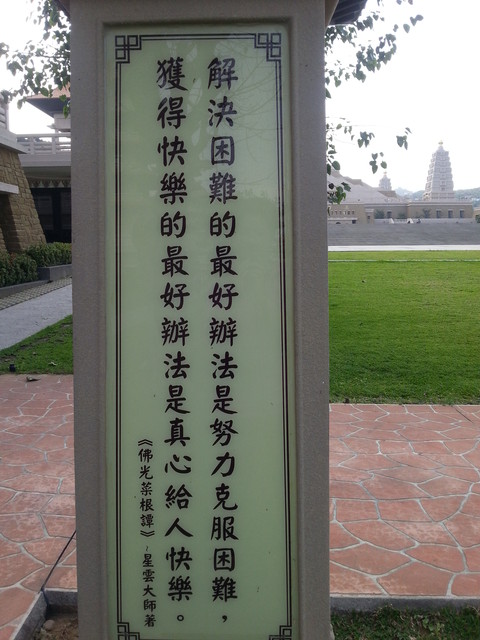 解決困難的最好辦法是努力克服困難，
獲得快樂的最好辦法是真心給人快樂。
《佛光菜根譚》~星雲大師著